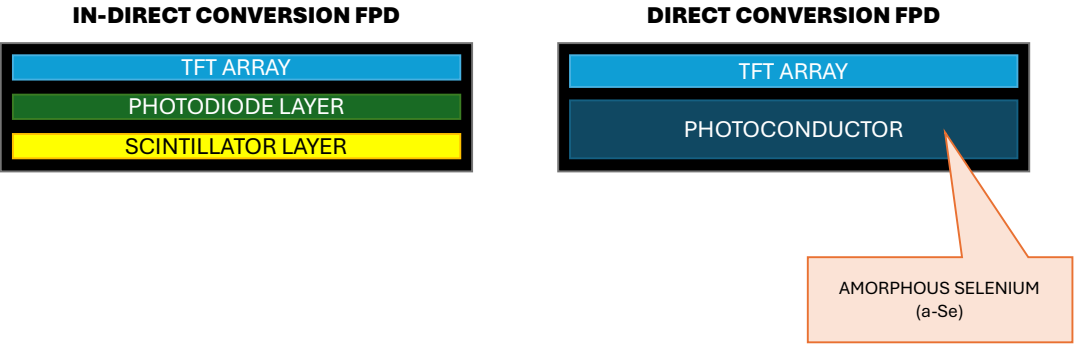 IN-DIRECT CONVERSION FPD
TFT ARRAY
PHOTODIODE LAYER
SCINTILLATOR LAYER
DIRECT CONVERSION FPD
TFT ARRAY
PHOTOCONDUCTOR
AMORPHOUS SELENIUM
(a-Se)